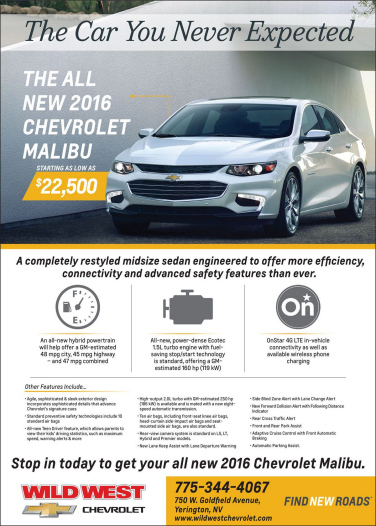 The Car You Never Expected
THE ALL
NEW 2016
CHEVROLET
MALIBU
STARTING AS LOW AS
$22,500
A completely restyled midsize sedan engineered to offer more efficiency,
connectivity and advanced safety features than ever.
E
F
On
An all-new hybrid powertrain
will help offer a GM-estimated
48 mpg city, 45 mpg highway
– and 47 mpg combined
All-new, power-dense Ecotec
1.5L turbo engine with fuel-
saving stop/start technology
is standard, offering a GM-
estimated 160 hp (119 kW)
OnStar 4G LTE in-vehicle
connectivity as well as
available wireless phone
charging
Other Features Include...
• Agile, sophisticated & sleek exterior design
incorporates sophisticated details that advance
Chevrolet's signature cues
• Standard preventive safety technologies include 10
standard air bags
• All-new Teen Driver feature, which allows parents to
view their kids' driving statistics, such as maximum
speed, warning alerts & more
• High-output 2.0L turbo with GM-estimated 250 hp
(186 kW) is available and is mated with a new eight-
speed automatic transmission.
• Ten air bags, including front-seat knee air bags,
head-curtain side-impact air bags and seat-
mounted air bags, are also standard.
• Rear-view camera system is standard on LS, LT,
Hybrid and Premier models.
• New Lane Keep Assist with Lane Departure Warning
• Side Blind Zone Alert with Lane Change Alert
• New Forward Collision Alert with Following Distance
Indicator
• Rear Cross Traffic Alert
• Front and Rear Park Assist
• Adaptive Cruise Control with Front Automatic
Braking
• Automatic Parking Assist.
Stop in today to get your all new 2016 Chevrolet Malibu.
WILD WEST
CHEVROLET
775-344-4067
750 W. Goldfield Avenue,
Yerington, NV
www.wildwestchevrolet.com
FIND NEW ROADS